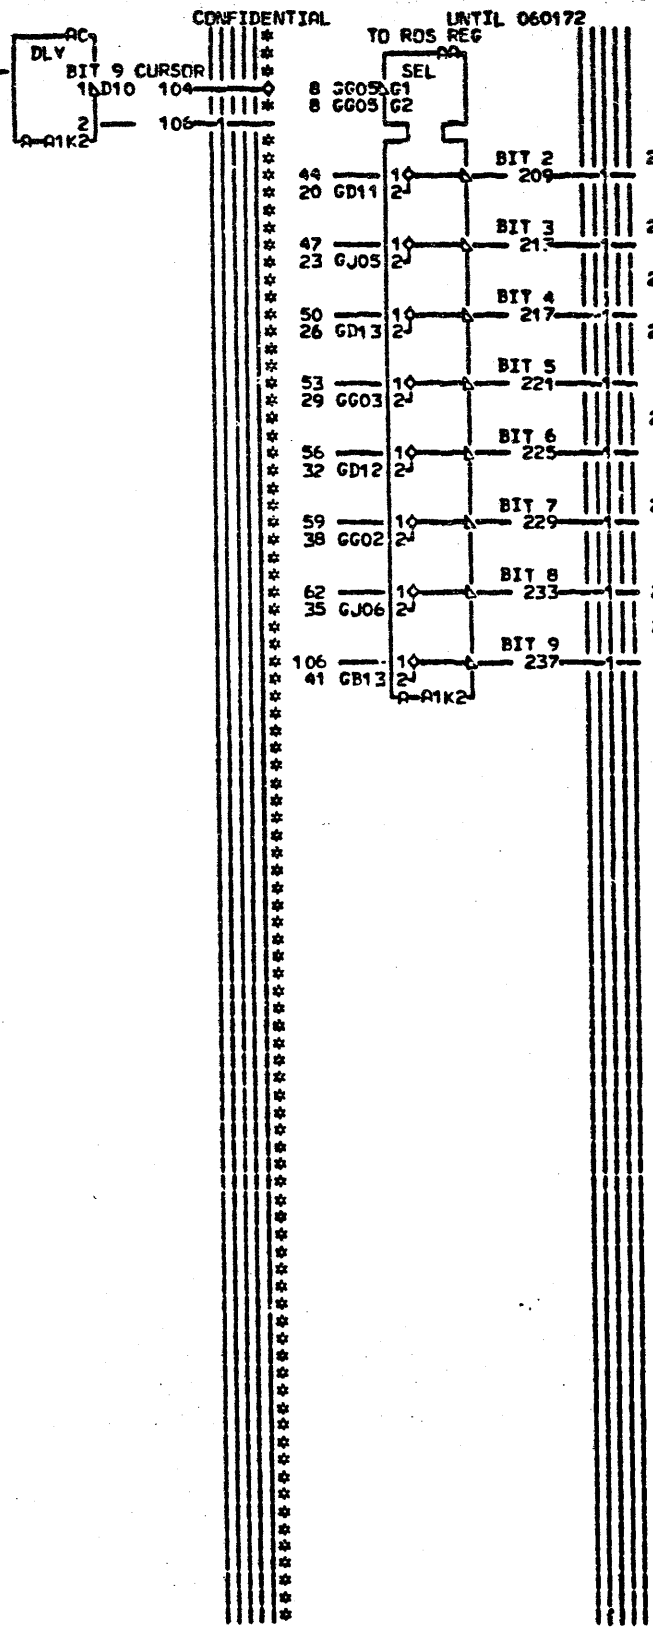 CONFIDENTIAL UNTIL 060172
AC TO RDS REG
DLY AA
BIT 9 CURSOR SEL
1 D10 104 8 GG05 G1
8 GG05 G2
2 106
A-A1K2
BIT 2
44 1 209
20 GD11 2
BIT 3
47 1 213
23 GJ05 2
BIT 4
50 1 217
26 GD13 2
BIT 5
53 1 221
29 GG03 2
BIT 6
56 1 225
32 GD12 2
BIT 7
59 1 229
38 GG02 2
BIT 8
62 1 233
35 GJ06 2
BIT 9
106 1 237
41 GB13 2
A-A1K2